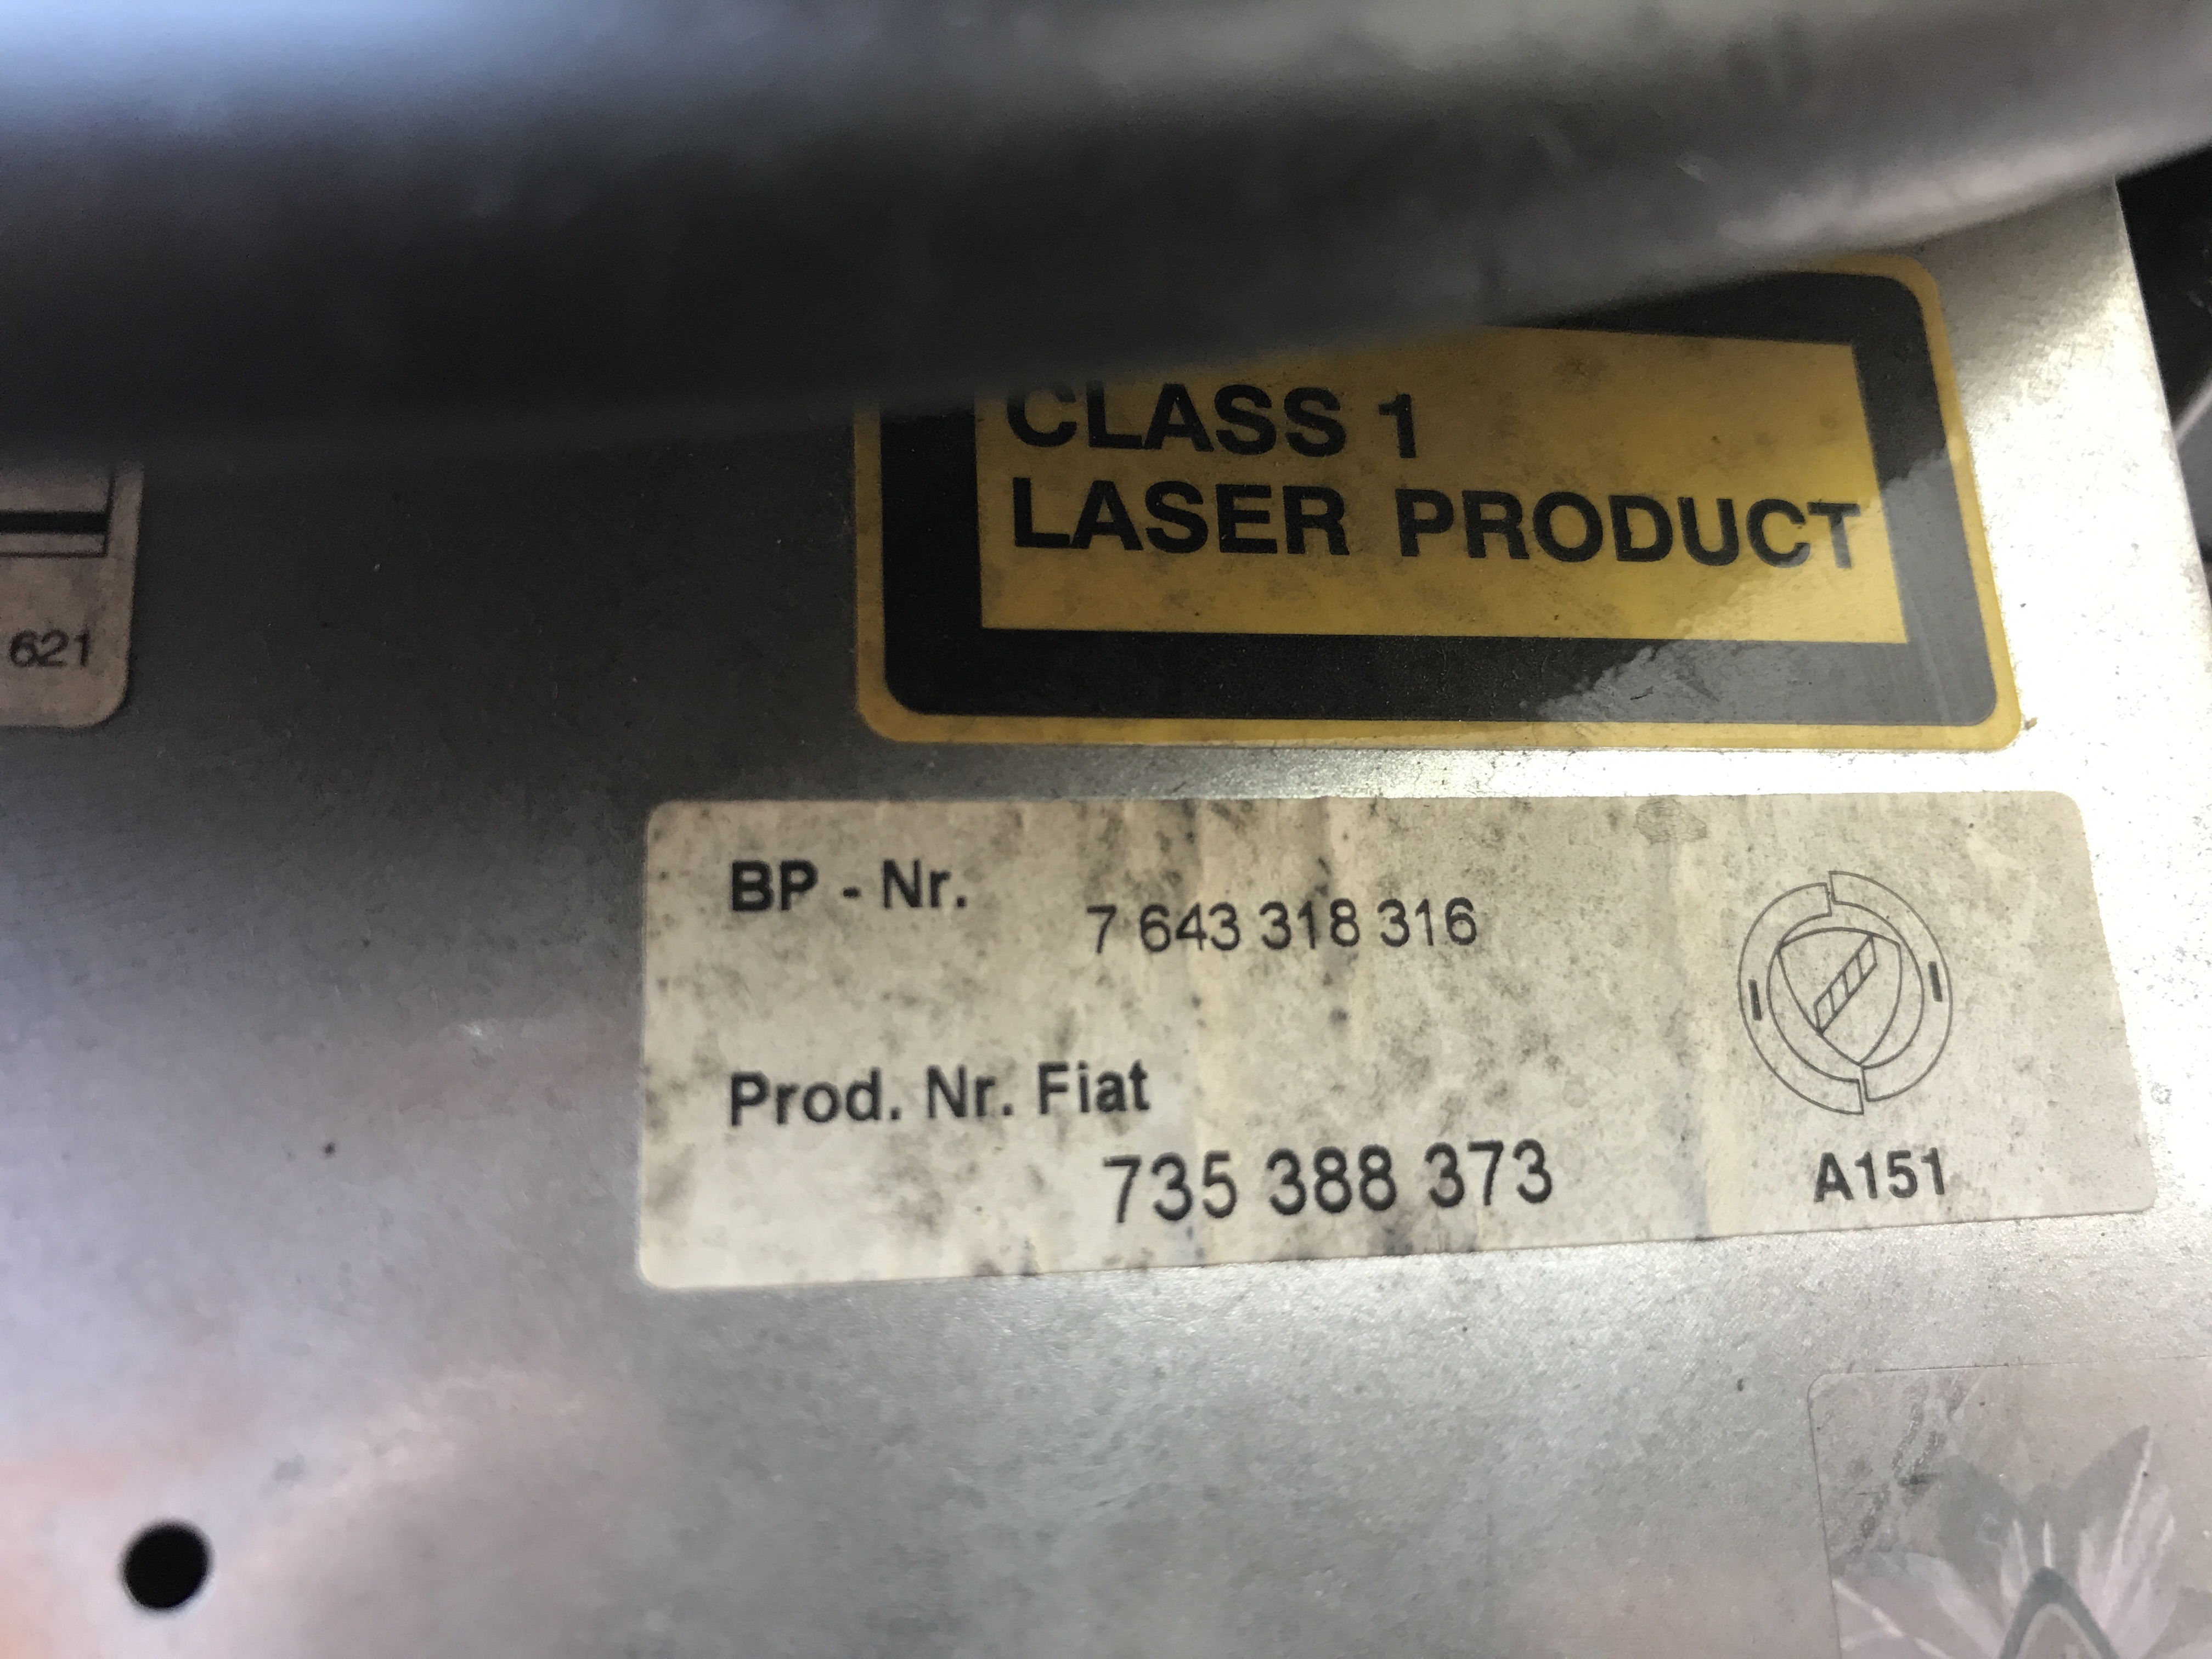 CLASS 1
LASER PRODUCT
621
BP - Nr.
7 643 318 316
Prod. Nr. Fiat
735 388 373
A151